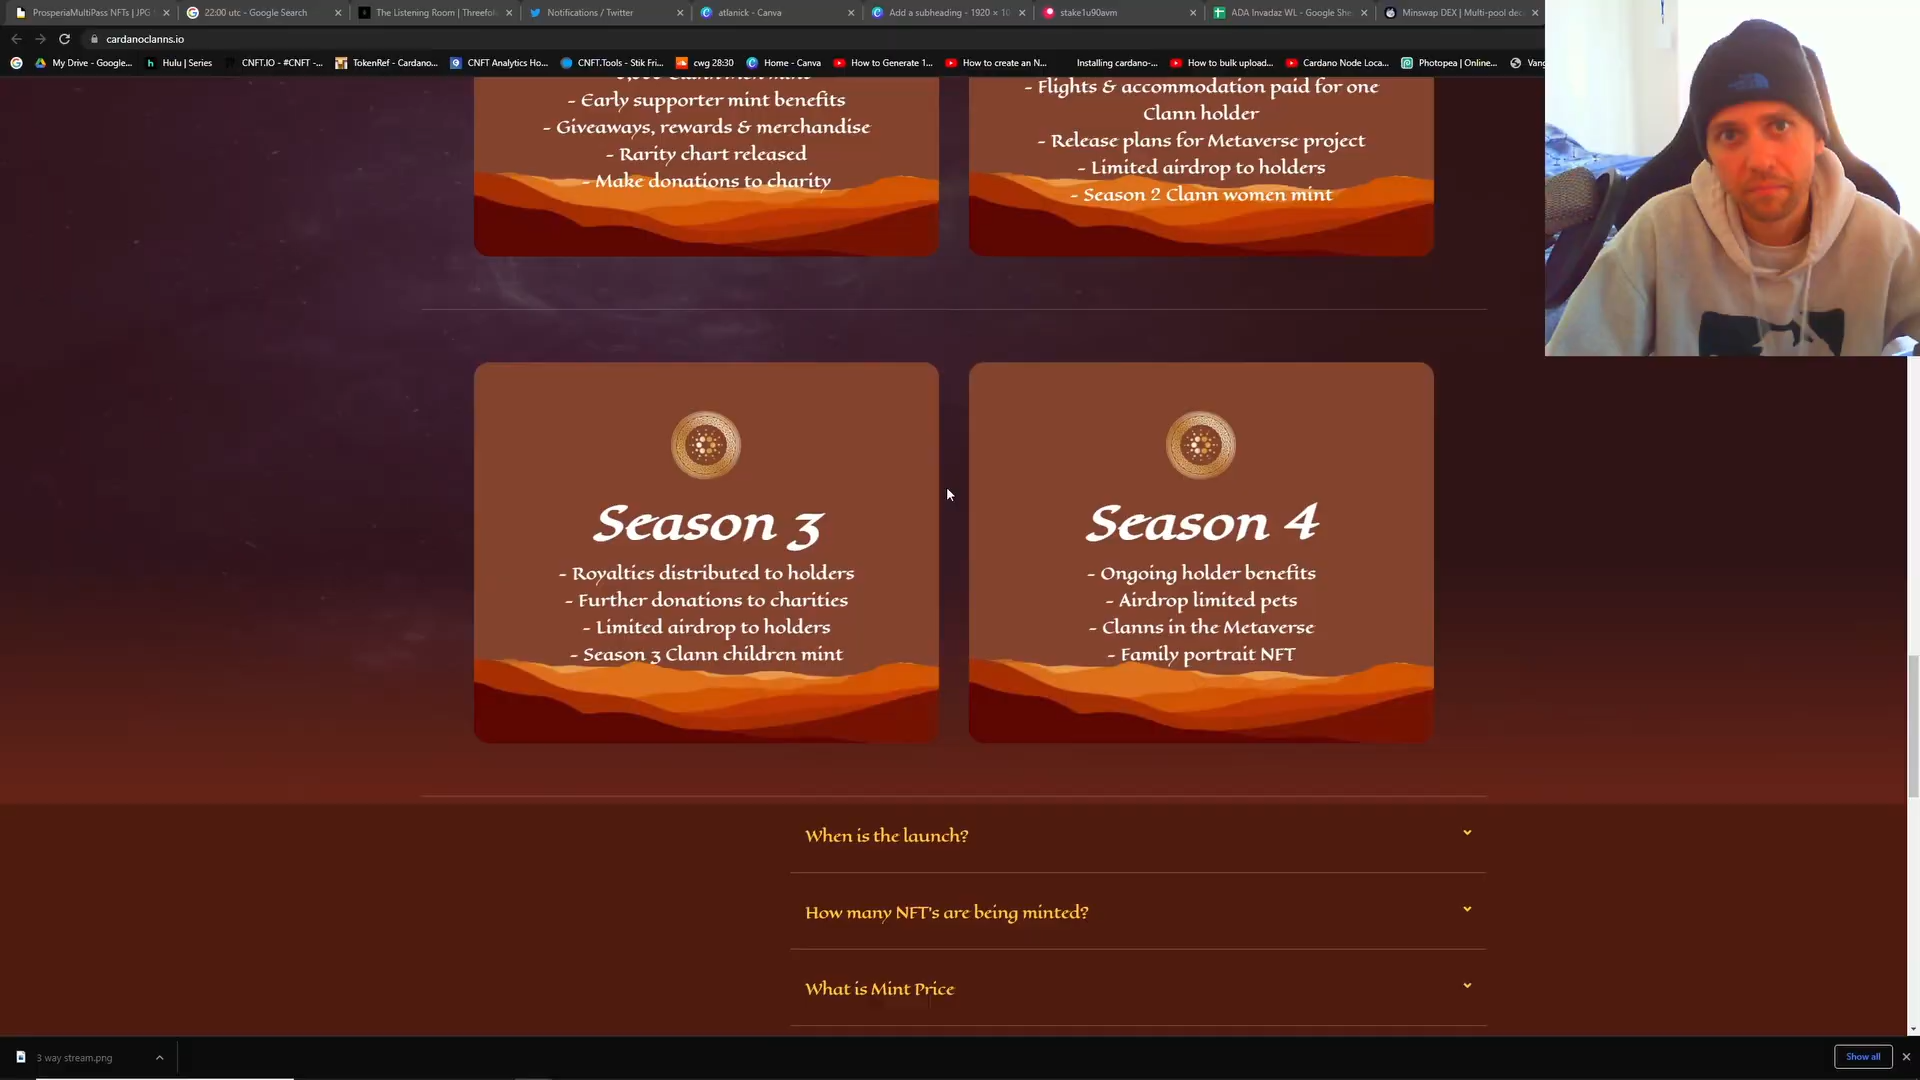 ProsperiaMultiPass NFTs | JPG
22:00 utc - Google Search
The Listening Room | Threefol
Notifications / Twitter
atlanick - Canva
Add a subheading - 1920 × 10
stake1u90avm
ADA Invadaz WL - Google She
Minswap DEX | Multi-pool dec
cardanoclanns.io
My Drive - Google...
Hulu | Series
CNFT.IO - #CNFT -...
TokenRef - Cardano...
CNFT Analytics Ho...
CNFT.Tools - Stik Fri...
cwg 28:30
Home - Canva
How to Generate 1...
How to create an N...
Installing cardano-...
How to bulk upload...
Cardano Node Loca...
Photopea | Online...
Vang
- Early supporter mint benefits
- Giveaways, rewards & merchandise
- Rarity chart released
- Make donations to charity
- Flights & accommodation paid for one
Clann holder
- Release plans for Metaverse project
- Limited airdrop to holders
- Season 2 Clann women mint
Season 3
- Royalties distributed to holders
- Further donations to charities
- Limited airdrop to holders
- Season 3 Clann children mint
Season 4
- Ongoing holder benefits
- Airdrop limited pets
- Clanns in the Metaverse
- Family portrait NFT
When is the launch?
How many NFT's are being minted?
What is Mint Price
3 way stream.png
Show all